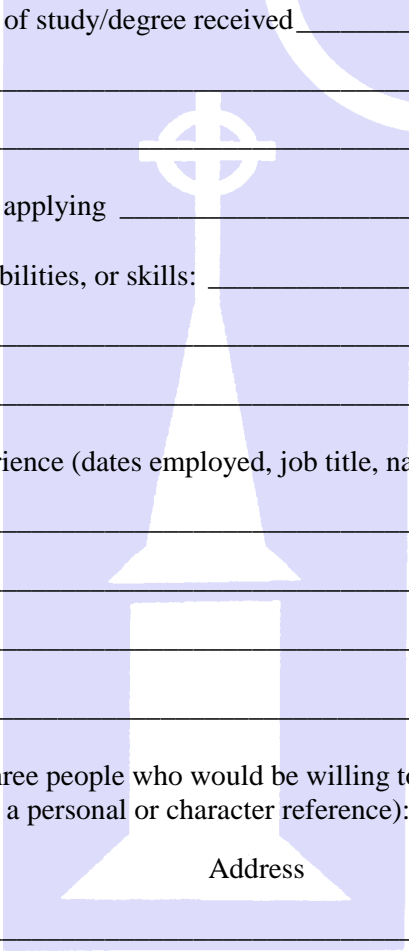 of study/degree received
applying
bilities, or skills:
rience (dates employed, job title, na
hree people who would be willing to
a personal or character reference):
Address